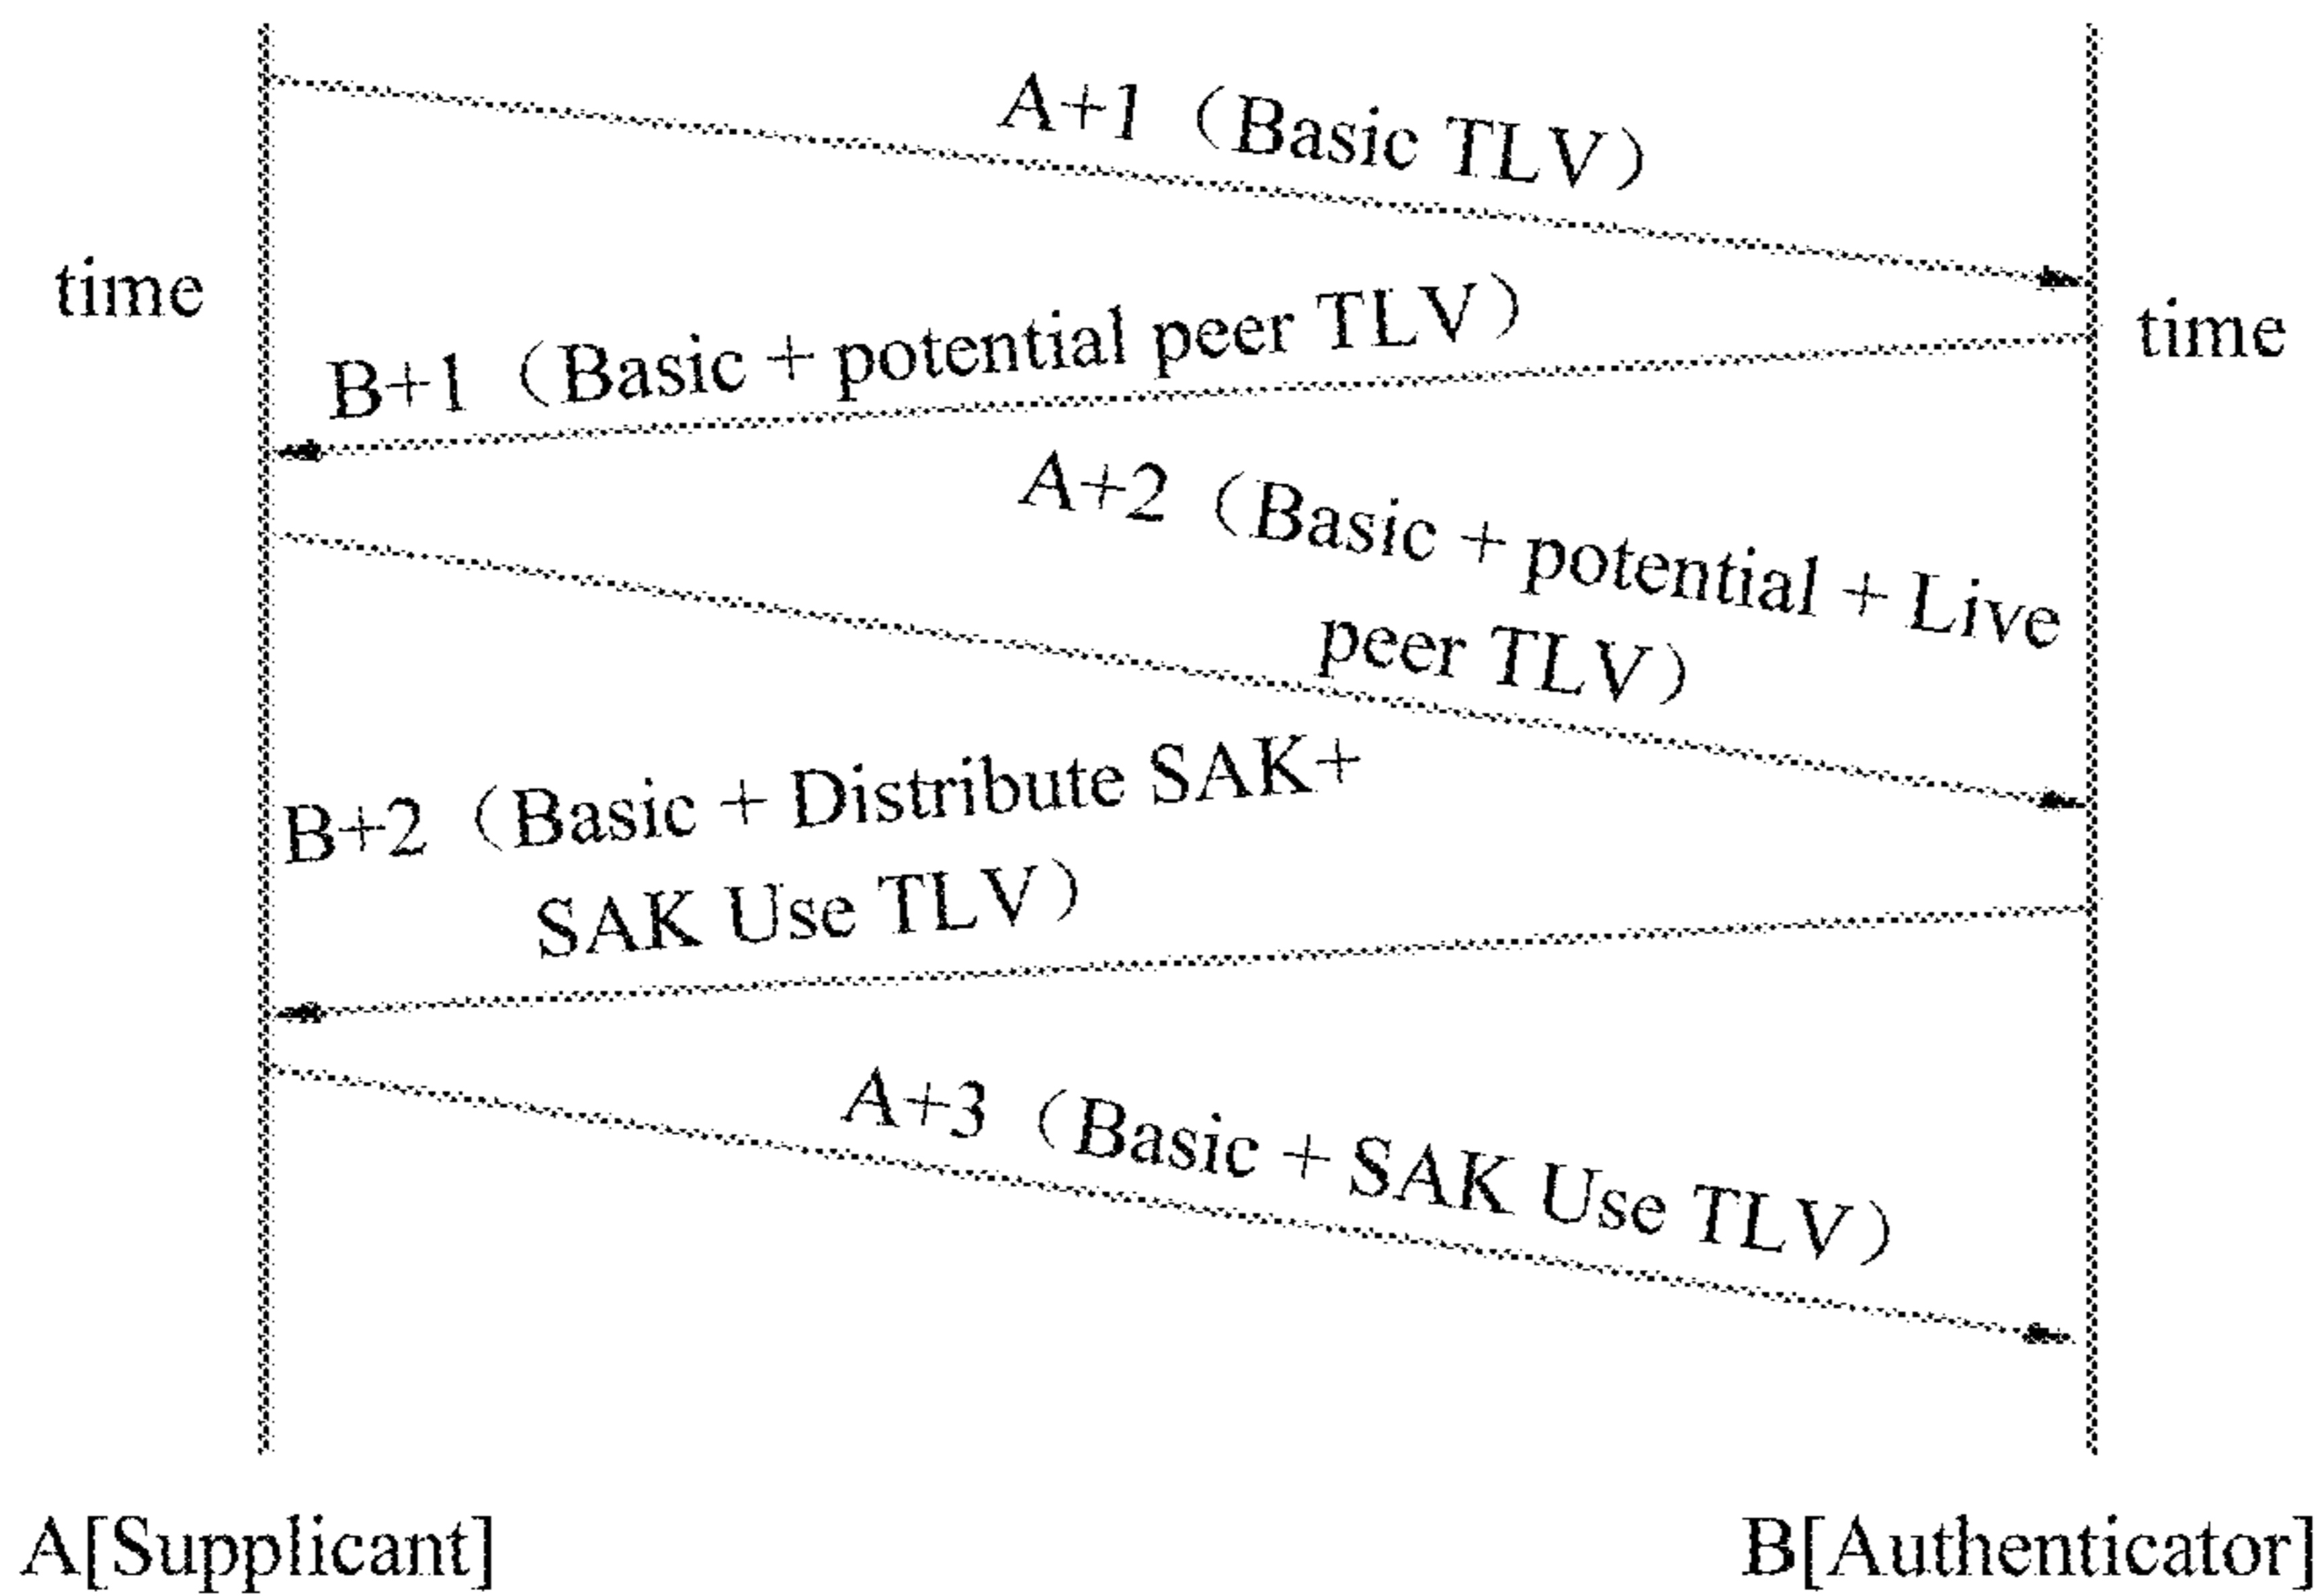 A+1（Basic TLV）
time
time
B+1（Basic + potential peer TLV）
A+2（Basic + potential + Live
peer TLV）
B+2（Basic + Distribute SAK+
SAK Use TLV）
A+3（Basic + SAK Use TLV）
A[Supplicant]
B[Authenticator]